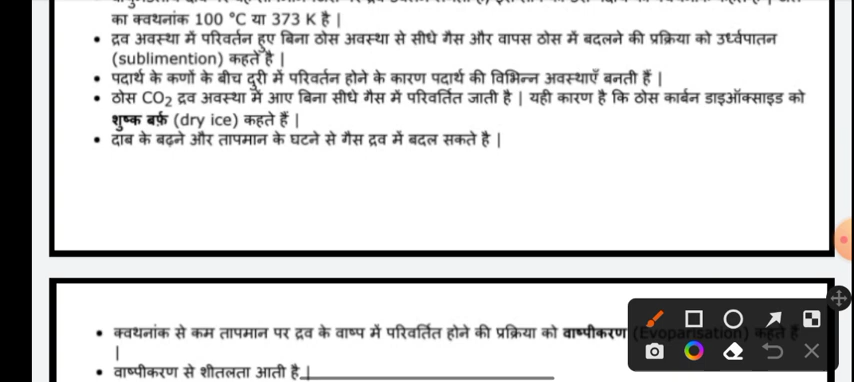 का क्वथनांक 100 °C या 373 K है |
• द्रव अवस्था में परिवर्तन हुए बिना ठोस अवस्था से सीधे गैस और वापस ठोस में बदलने की प्रक्रिया को उर्ध्वपातन
(sublimention) कहते है |
• पदार्थ के कणों के बीच दुरी में परिवर्तन होने के कारण पदार्थ की विभिन्न अवस्थाएँ बनती हैं |
• ठोस CO₂ द्रव अवस्था में आए बिना सीधे गैस में परिवर्तित जाती है | यही कारण है कि ठोस कार्बन डाइऑक्साइड को
शुष्क बर्फ़ (dry ice) कहते हैं |
• दाब के बढ़ने और तापमान के घटने से गैस द्रव में बदल सकते है |
• क्वथनांक से कम तापमान पर द्रव के वाष्प में परिवर्तित होने की प्रक्रिया को वाष्पीकरण (Evoparisation) कहते हैं
|
• वाष्पीकरण से शीतलता आती है |